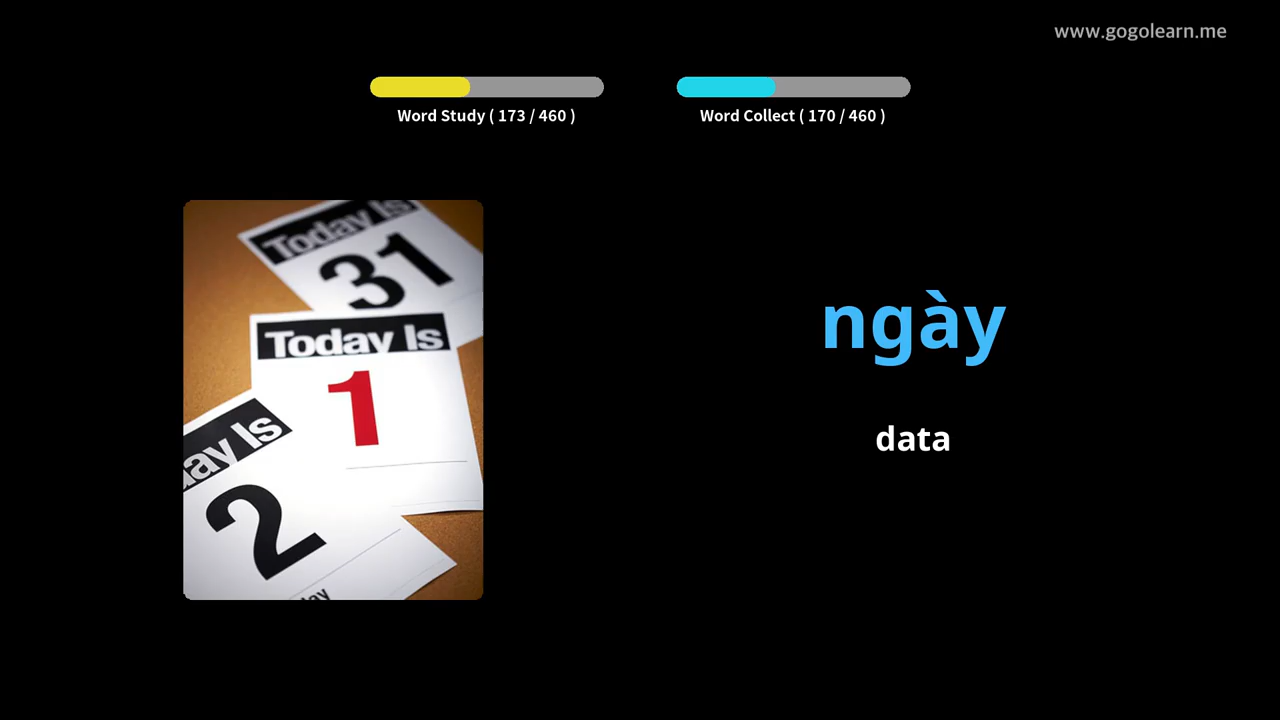 www.gogolearn.me
Word Study ( 173 / 460 )
Word Collect ( 170 / 460 )
Today Is
31
Today Is
1
ay Is
2
ngày
data